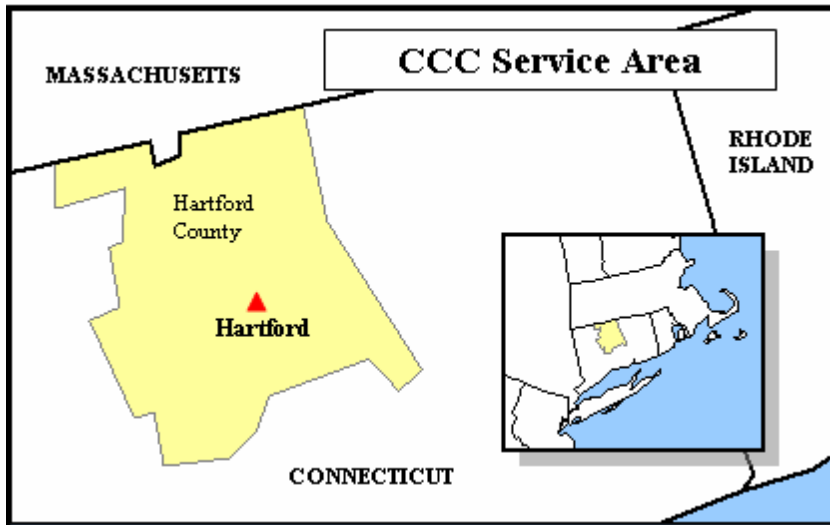 CCC Service Area
MASSACHUSETTS
RHODE
ISLAND
Hartford
County
Hartford
CONNECTICUT